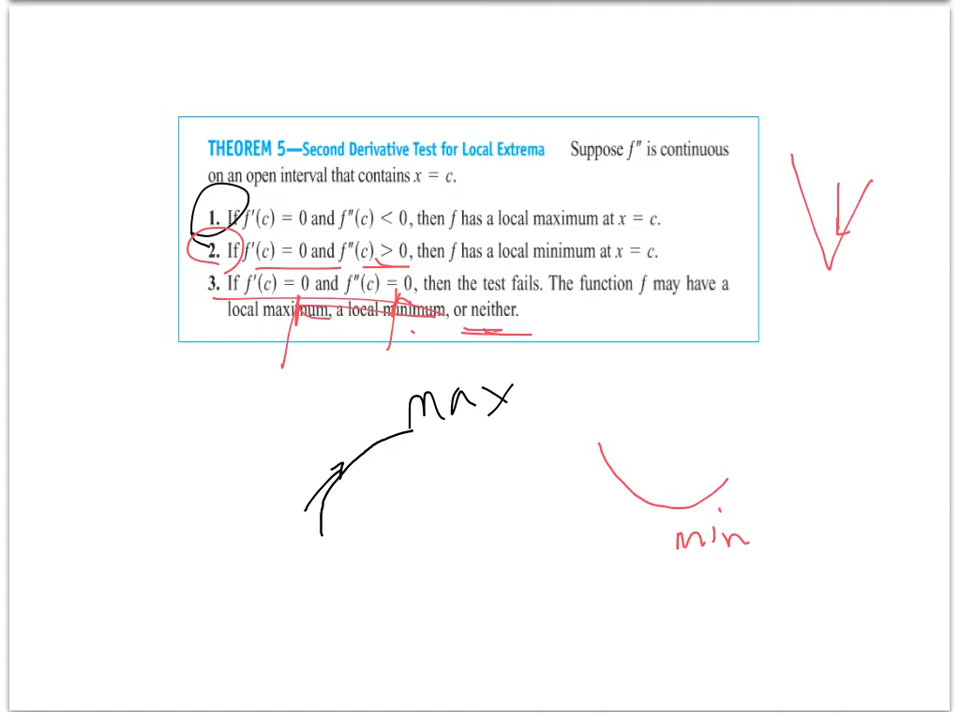 THEOREM 5—Second Derivative Test for Local Extrema Suppose f″ is continuous
on an open interval that contains x = c.
1. If f′(c) = 0 and f″(c) < 0, then f has a local maximum at x = c.
2. If f′(c) = 0 and f″(c) > 0, then f has a local minimum at x = c.
3. If f′(c) = 0 and f″(c) = 0, then the test fails. The function f may have a
local maximum, a local minimum, or neither.
max
min